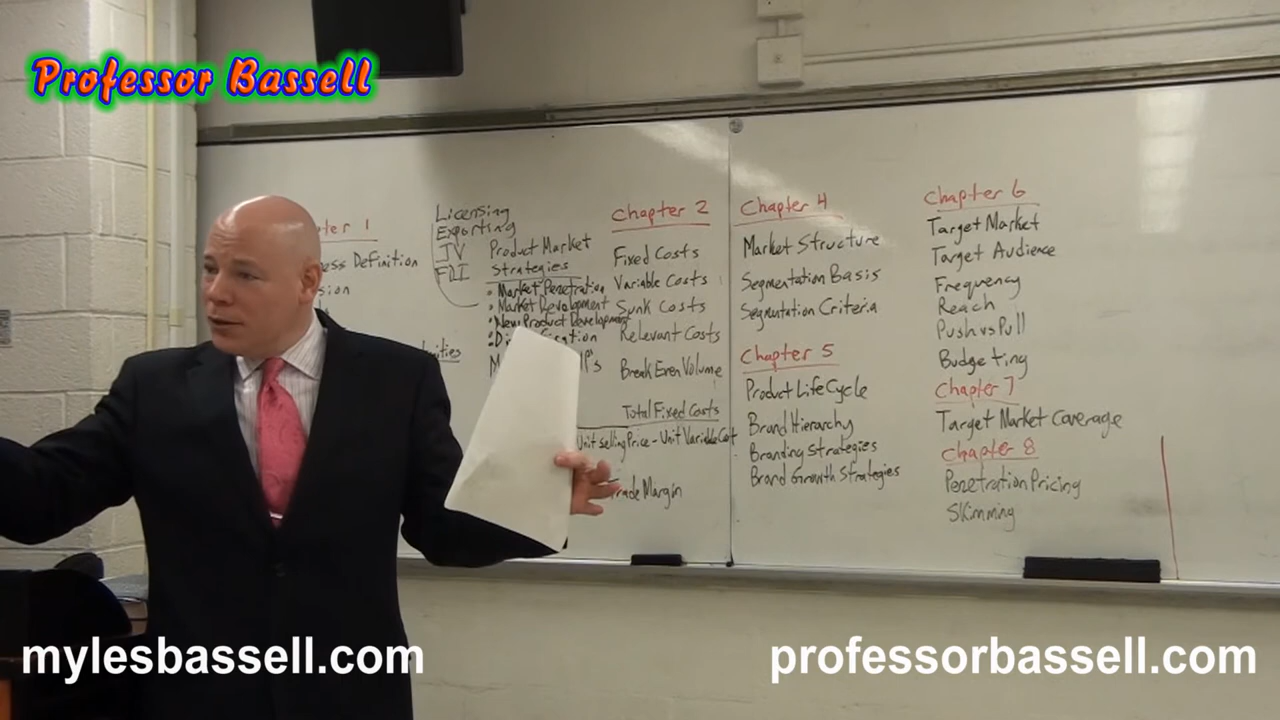 Professor Bassell
Licensing
Exporting
JV
FDI
Definition
Product Market
Strategies
• Market Penetration
• Market Development
• New Product Development
Chapter 2
Fixed Costs
Variable Costs
Sunk Costs
Relevant Costs
Break Even Volume
Total Fixed Costs
Unit selling Price - Unit Variable Cost
Margin
Chapter 4
Market Structure
Segmentation Basis
Segmentation Criteria
Chapter 5
Product Life Cycle
Brand Hierarchy
Branding Strategies
Brand Growth Strategies
Chapter 6
Target Market
Target Audience
Frequency
Reach
Push vs Pull
Budgeting
Chapter 7
Target Market Coverage
Chapter 8
Penetration Pricing
Skimming
mylesbassell.com
professorbassell.com